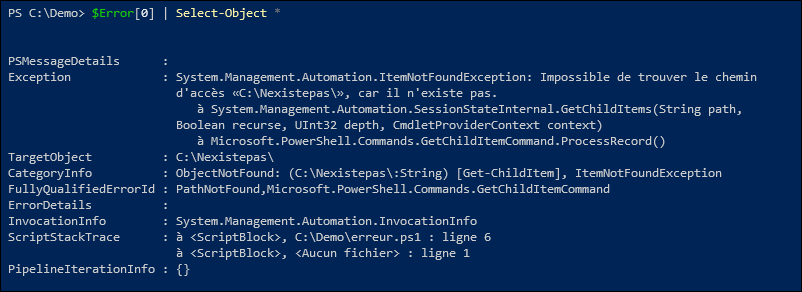 PS C:\Demo> $Error[0] | Select-Object *
PSMessageDetails :
Exception : System.Management.Automation.ItemNotFoundException: Impossible de trouver le chemin
d'accès «C:\Nexistepas\», car il n'existe pas.
à System.Management.Automation.SessionStateInternal.GetChildItems(String path,
Boolean recurse, UInt32 depth, CmdletProviderContext context)
à Microsoft.PowerShell.Commands.GetChildItemCommand.ProcessRecord()
TargetObject : C:\Nexistepas\
CategoryInfo : ObjectNotFound: (C:\Nexistepas\:String) [Get-ChildItem], ItemNotFoundException
FullyQualifiedErrorId : PathNotFound,Microsoft.PowerShell.Commands.GetChildItemCommand
ErrorDetails :
InvocationInfo : System.Management.Automation.InvocationInfo
ScriptStackTrace : à <ScriptBlock>, C:\Demo\erreur.ps1 : ligne 6
à <ScriptBlock>, <Aucun fichier> : ligne 1
PipelineIterationInfo : {}